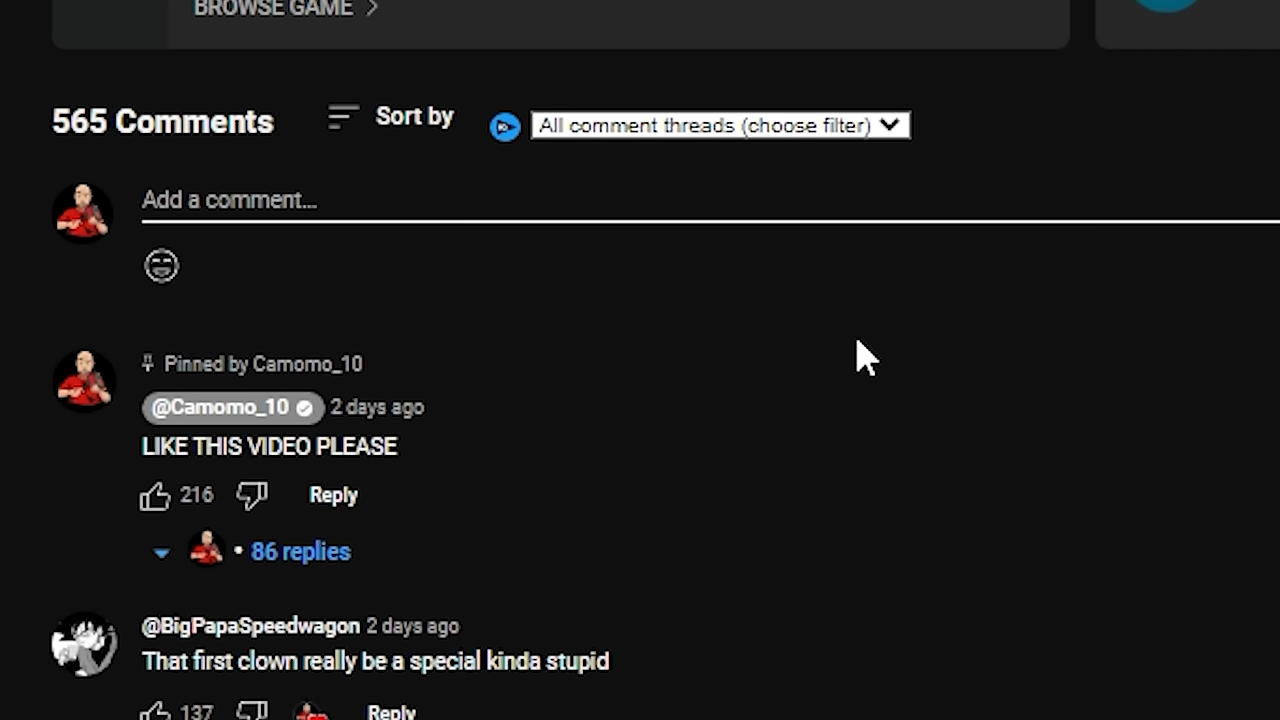 BROWSE GAME
565 Comments
Sort by
All comment threads (choose filter)
Add a comment...
Pinned by Camomo_10
@Camomo_10 2 days ago
LIKE THIS VIDEO PLEASE
216 Reply
• 86 replies
@BigPapaSpeedwagon 2 days ago
That first clown really be a special kinda stupid
137 Reply